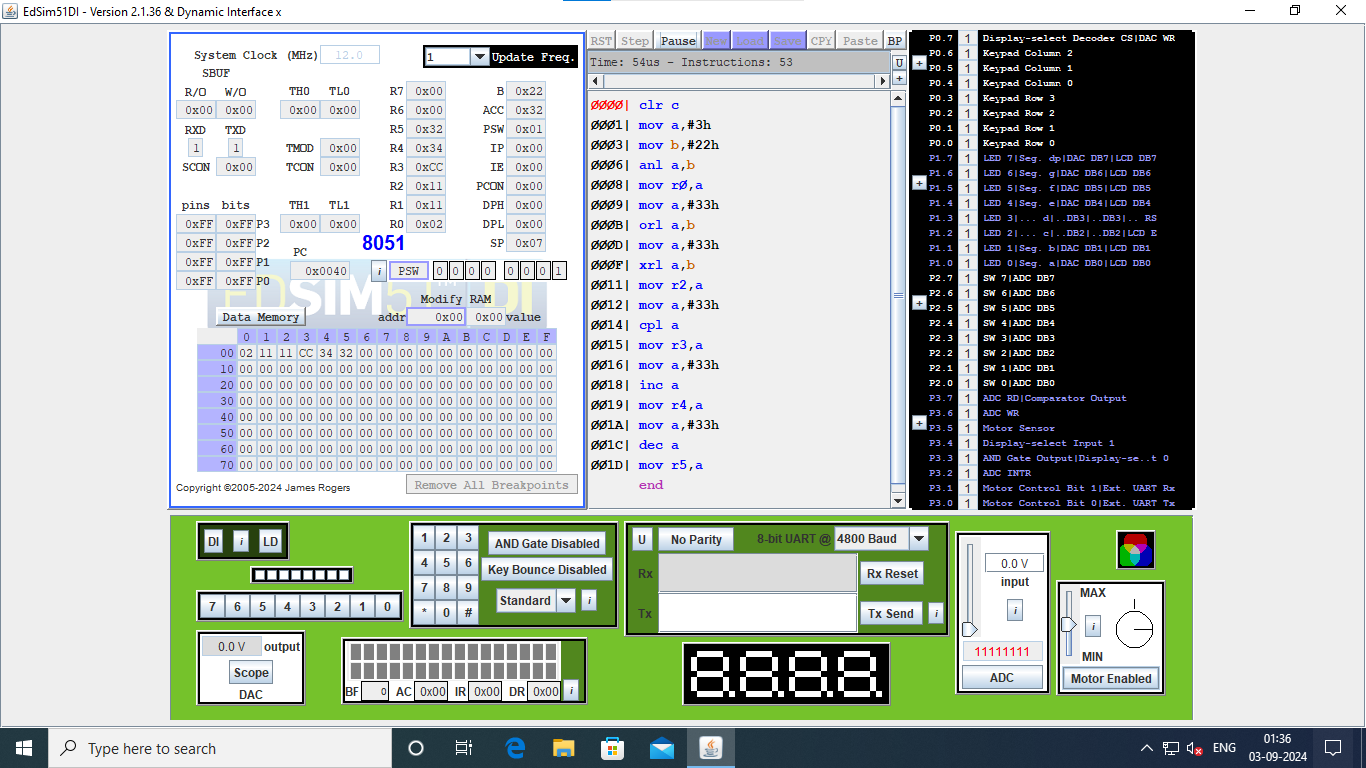 EdSim51DI - Version 2.1.36 & Dynamic Interface x
System Clock (MHz) 12.0
1 Update Freq.
SBUF
R/O W/O
0x00 0x00
TH0 TL0
0x00 0x00
RXD TXD
1 1
TMOD 0x00
SCON 0x00
TCON 0x00
pins bits
0xFF 0xFF P3
0xFF 0xFF P2
0xFF 0xFF P1
0xFF 0xFF P0
TH1 TL1
0x00 0x00
R7 0x00
R6 0x00
R5 0x32
R4 0x34
R3 0xCC
R2 0x11
R1 0x11
R0 0x02
B 0x22
ACC 0x32
PSW 0x01
IP 0x00
IE 0x00
PCON 0x00
DPH 0x00
DPL 0x00
SP 0x07
8051
PC
0x0040 i PSW 0 0 0 0 0 0 0 1
EDSIM51™ DI
Modify RAM
Data Memory addr 0x00 0x00 value
0 1 2 3 4 5 6 7 8 9 A B C D E F
00 02 11 11 CC 34 32 00 00 00 00 00 00 00 00 00 00
10 00 00 00 00 00 00 00 00 00 00 00 00 00 00 00 00
20 00 00 00 00 00 00 00 00 00 00 00 00 00 00 00 00
30 00 00 00 00 00 00 00 00 00 00 00 00 00 00 00 00
40 00 00 00 00 00 00 00 00 00 00 00 00 00 00 00 00
50 00 00 00 00 00 00 00 00 00 00 00 00 00 00 00 00
60 00 00 00 00 00 00 00 00 00 00 00 00 00 00 00 00
70 00 00 00 00 00 00 00 00 00 00 00 00 00 00 00 00
Copyright ©2005-2024 James Rogers
Remove All Breakpoints
RST Step Pause New Load Save CPY Paste BP
Time: 54us - Instructions: 53 U
+
0000| clr c
0001| mov a,#3h
0003| mov b,#22h
0006| anl a,b
0008| mov r0,a
0009| mov a,#33h
000B| orl a,b
000D| mov a,#33h
000F| xrl a,b
0011| mov r2,a
0012| mov a,#33h
0014| cpl a
0015| mov r3,a
0016| mov a,#33h
0018| inc a
0019| mov r4,a
001A| mov a,#33h
001C| dec a
001D| mov r5,a
end
P0.7 1 Display-select Decoder CS|DAC WR
P0.6 1 Keypad Column 2
+ P0.5 1 Keypad Column 1
P0.4 1 Keypad Column 0
P0.3 1 Keypad Row 3
P0.2 1 Keypad Row 2
P0.1 1 Keypad Row 1
P0.0 1 Keypad Row 0
P1.7 1 LED 7|Seg. dp|DAC DB7|LCD DB7
P1.6 1 LED 6|Seg. g|DAC DB6|LCD DB6
+ P1.5 1 LED 5|Seg. f|DAC DB5|LCD DB5
P1.4 1 LED 4|Seg. e|DAC DB4|LCD DB4
P1.3 1 LED 3|... d|..DB3|..DB3|.. RS
P1.2 1 LED 2|... c|..DB2|..DB2|LCD E
P1.1 1 LED 1|Seg. b|DAC DB1|LCD DB1
P1.0 1 LED 0|Seg. a|DAC DB0|LCD DB0
P2.7 1 SW 7|ADC DB7
P2.6 1 SW 6|ADC DB6
+ P2.5 1 SW 5|ADC DB5
P2.4 1 SW 4|ADC DB4
P2.3 1 SW 3|ADC DB3
P2.2 1 SW 2|ADC DB2
P2.1 1 SW 1|ADC DB1
P2.0 1 SW 0|ADC DB0
P3.7 1 ADC RD|Comparator Output
P3.6 1 ADC WR
+ P3.5 1 Motor Sensor
P3.4 1 Display-select Input 1
P3.3 1 AND Gate Output|Display-se..t 0
P3.2 1 ADC INTR
P3.1 1 Motor Control Bit 1|Ext. UART Rx
P3.0 1 Motor Control Bit 0|Ext. UART Tx
DI i LD
7 6 5 4 3 2 1 0
0.0 V output
Scope
DAC
1 2 3
4 5 6
7 8 9
* 0 #
AND Gate Disabled
Key Bounce Disabled
Standard i
BF 0 AC 0x00 IR 0x00 DR 0x00 i
U No Parity 8-bit UART @ 4800 Baud
Rx Rx Reset
Tx Tx Send i
8.8.8.8.
0.0 V
input
i
11111111
ADC
MAX
i
MIN
Motor Enabled
Type here to search
ENG
01:36
03-09-2024